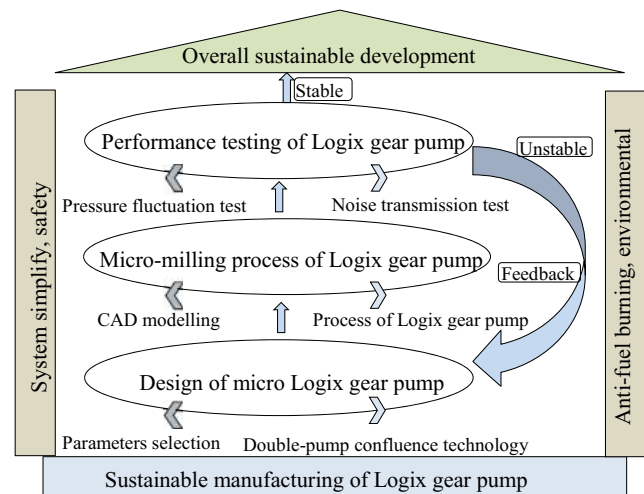 Overall sustainable development
Stable
Performance testing of Logix gear pump
Unstable
Pressure fluctuation test
Noise transmission test
Micro-milling process of Logix gear pump
Feedback
CAD modelling
Process of Logix gear pump
Design of micro Logix gear pump
Parameters selection
Double-pump confluence technology
System simplify, safety
Anti-fuel burning, environmental
Sustainable manufacturing of Logix gear pump